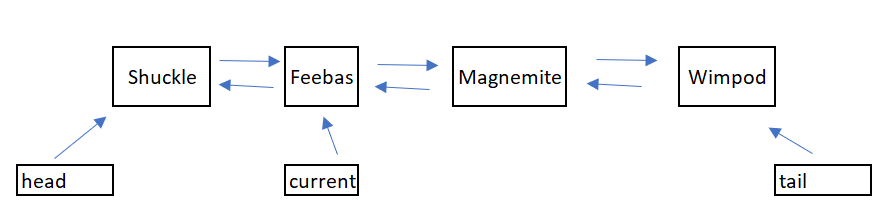 Shuckle
Feebas
Magnemite
Wimpod
head
current
tail